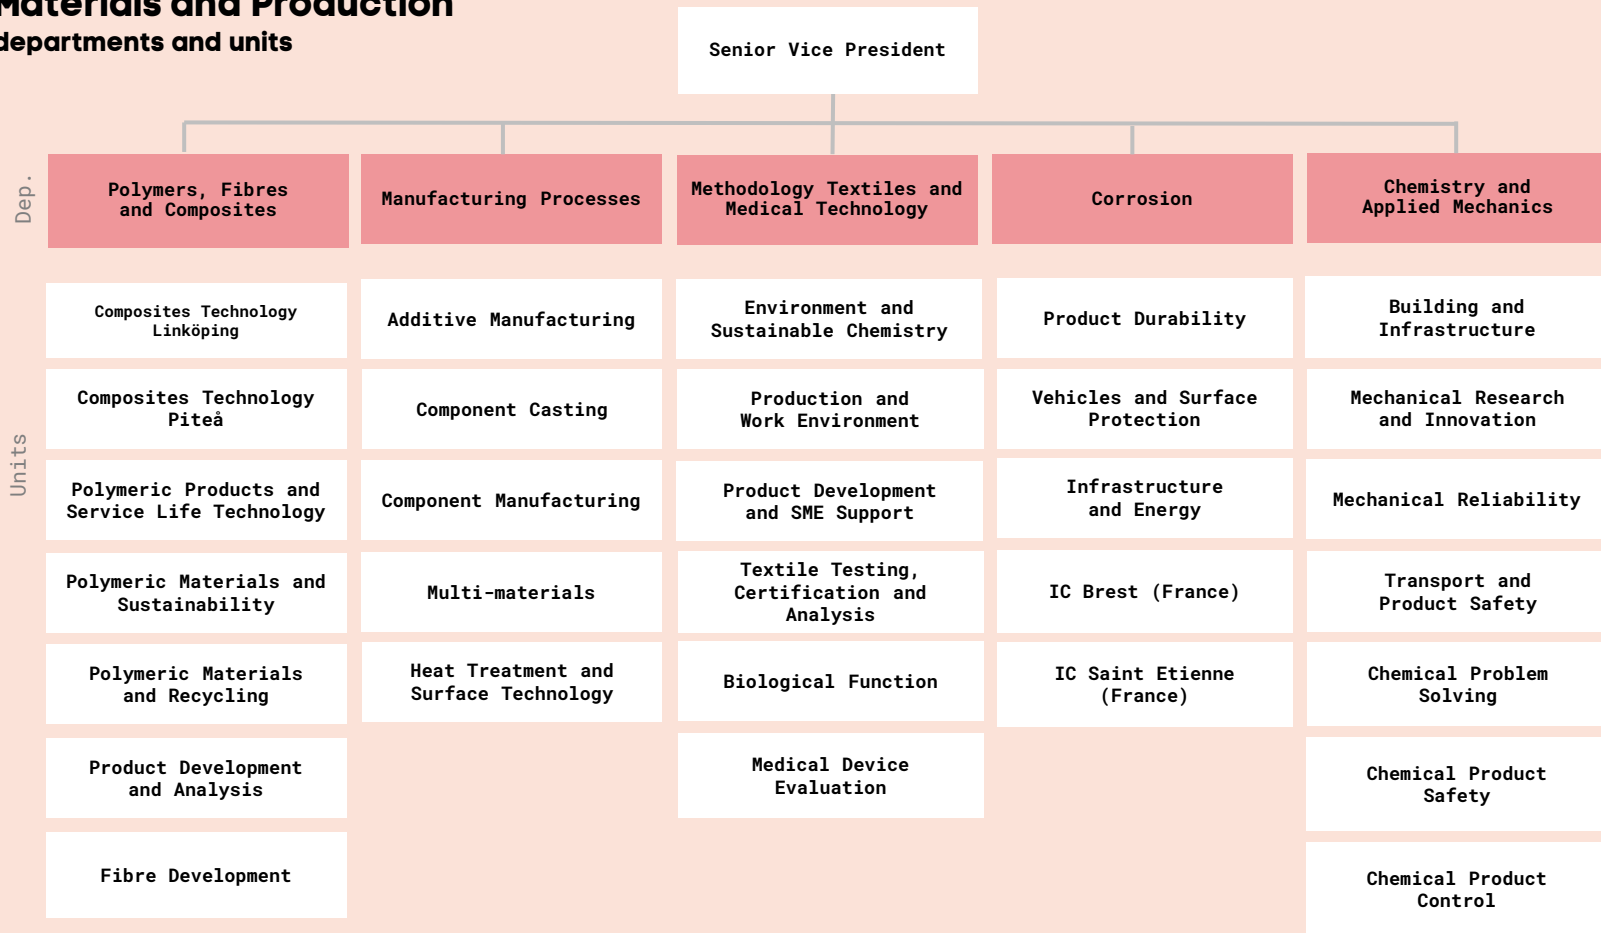 Materials and Production
departments and units
Senior Vice President
Dep.
Polymers, Fibres
and Composites
Manufacturing Processes
Methodology Textiles and
Medical Technology
Corrosion
Chemistry and
Applied Mechanics
Units
Composites Technology
Linköping
Composites Technology
Piteå
Polymeric Products and
Service Life Technology
Polymeric Materials and
Sustainability
Polymeric Materials
and Recycling
Product Development
and Analysis
Fibre Development
Additive Manufacturing
Component Casting
Component Manufacturing
Multi-materials
Heat Treatment and
Surface Technology
Environment and
Sustainable Chemistry
Production and
Work Environment
Product Development
and SME Support
Textile Testing,
Certification and
Analysis
Biological Function
Medical Device
Evaluation
Product Durability
Vehicles and Surface
Protection
Infrastructure
and Energy
IC Brest (France)
IC Saint Etienne
(France)
Building and
Infrastructure
Mechanical Research
and Innovation
Mechanical Reliability
Transport and
Product Safety
Chemical Problem
Solving
Chemical Product
Safety
Chemical Product
Control